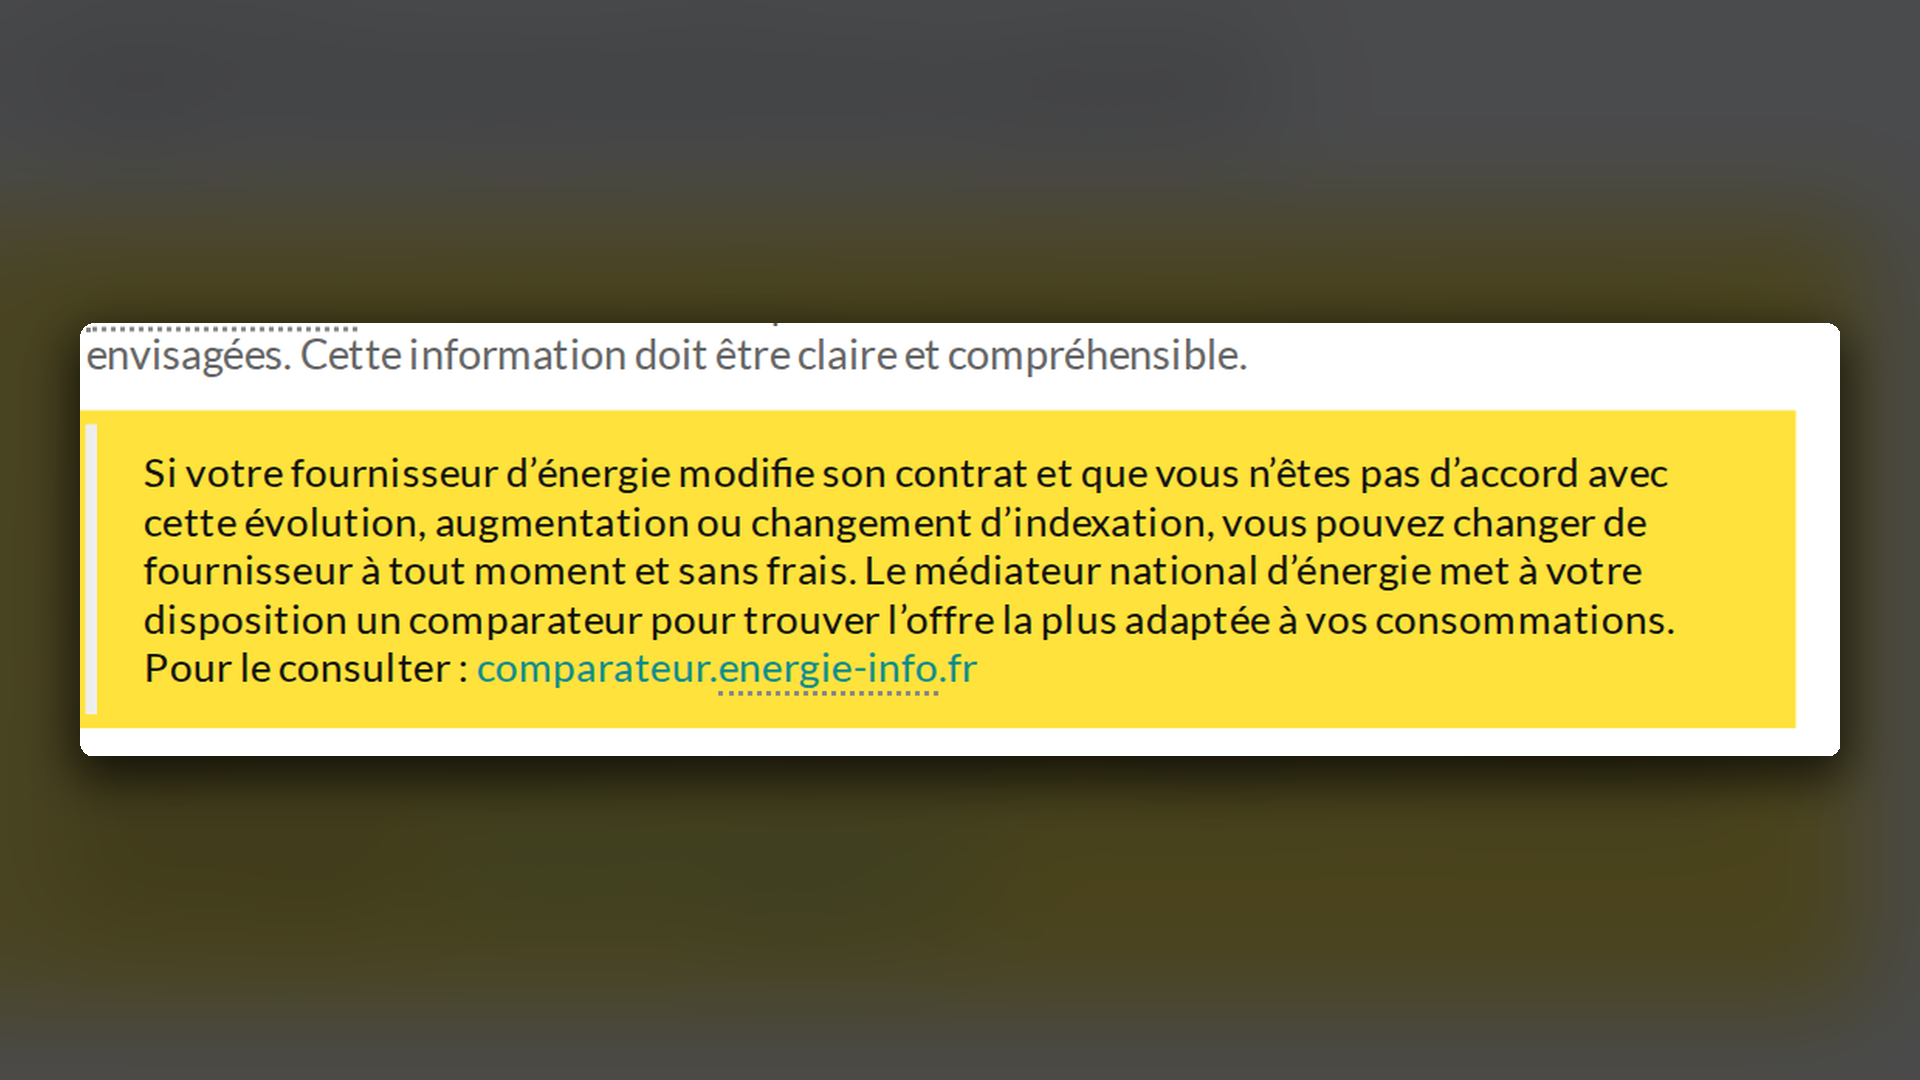 envisagées. Cette information doit être claire et compréhensible.
Si votre fournisseur d’énergie modifie son contrat et que vous n’êtes pas d’accord avec
cette évolution, augmentation ou changement d’indexation, vous pouvez changer de
fournisseur à tout moment et sans frais. Le médiateur national d’énergie met à votre
disposition un comparateur pour trouver l’offre la plus adaptée à vos consommations.
Pour le consulter : comparateur.energie-info.fr